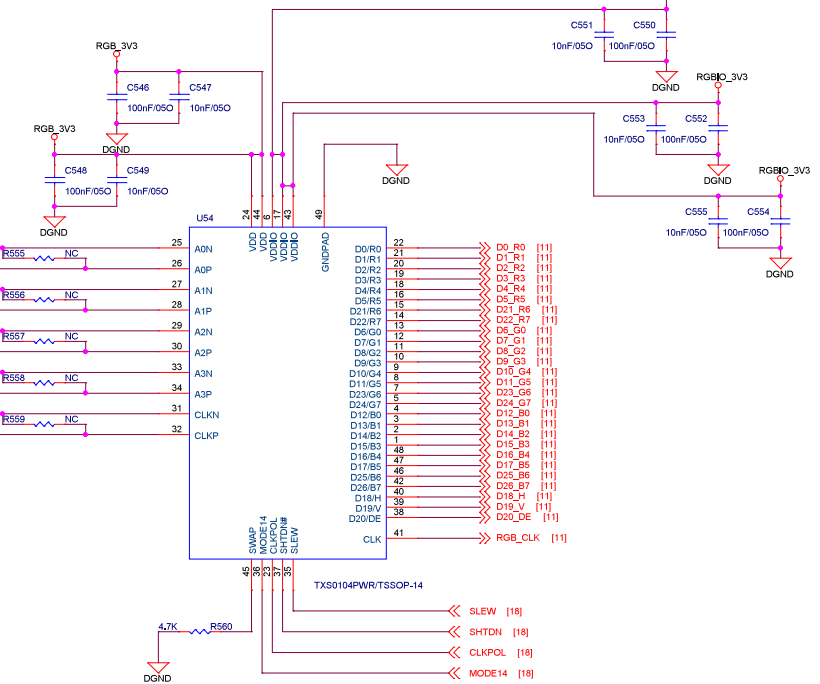 C551
C550
10nF/05O
100nF/05O
DGND
RGB_3V3
C546
C547
100nF/05O
10nF/05O
DGND
RGBIO_3V3
C553
C552
10nF/05O
100nF/05O
DGND
RGB_3V3
C548
C549
100nF/05O
10nF/05O
DGND
DGND
RGBIO_3V3
C555
C554
10nF/05O
100nF/05O
DGND
U54
24
44
6
17
43
49
VDD
VDD
VDDIO
VDDIO
VDDIO
GNDPAD
25 A0N
R555 NC
26 A0P
27 A1N
R556 NC
28 A1P
29 A2N
R557 NC
30 A2P
33 A3N
R558 NC
34 A3P
31 CLKN
R559 NC
32 CLKP
D0/R0 22 D0_R0 [11]
D1/R1 21 D1_R1 [11]
D2/R2 20 D2_R2 [11]
D3/R3 19 D3_R3 [11]
D4/R4 18 D4_R4 [11]
D5/R5 16 D5_R5 [11]
D21/R6 15 D21_R6 [11]
D22/R7 14 D22_R7 [11]
D6/G0 13 D6_G0 [11]
D7/G1 12 D7_G1 [11]
D8/G2 11 D8_G2 [11]
D9/G3 10 D9_G3 [11]
D10/G4 9 D10_G4 [11]
D11/G5 8 D11_G5 [11]
D23/G6 7 D23_G6 [11]
D24/G7 5 D24_G7 [11]
D12/B0 4 D12_B0 [11]
D13/B1 3 D13_B1 [11]
D14/B2 2 D14_B2 [11]
D15/B3 1 D15_B3 [11]
D16/B4 48 D16_B4 [11]
D17/B5 47 D17_B5 [11]
D25/B6 46 D25_B6 [11]
D26/B7 42 D26_B7 [11]
D18/H 40 D18_H [11]
D19/V 39 D19_V [11]
D20/DE 38 D20_DE [11]
CLK 41 RGB_CLK [11]
SWAP
MODE14
CLKPOL
SHTDN#
SLEW
45
36
23
37
35
TXS0104PWR/TSSOP-14
SLEW [18]
4.7K R560
SHTDN [18]
CLKPOL [18]
DGND
MODE14 [18]